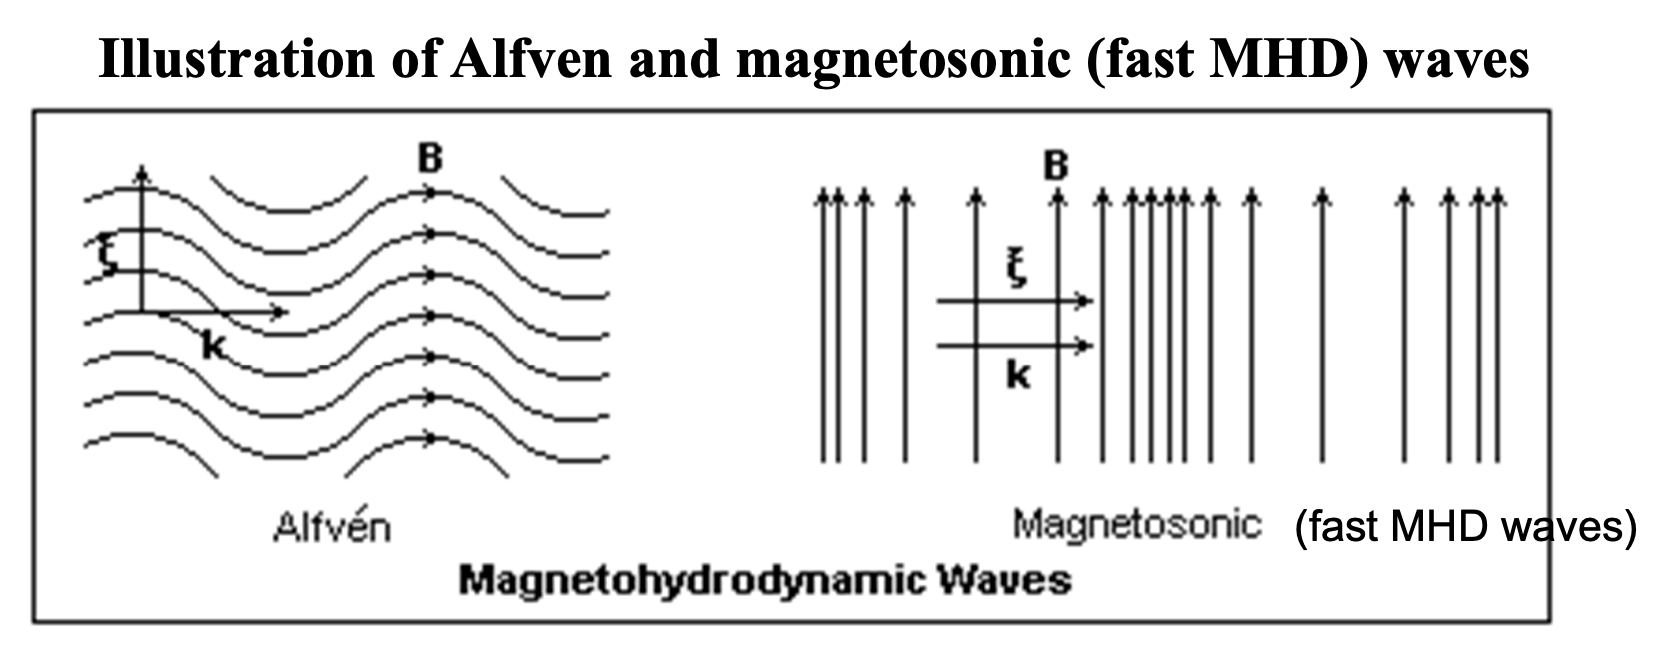 Illustration of Alfven and magnetosonic (fast MHD) waves
B
ξ
k
Alfvén
B
ξ
k
Magnetosonic (fast MHD waves)
Magnetohydrodynamic Waves